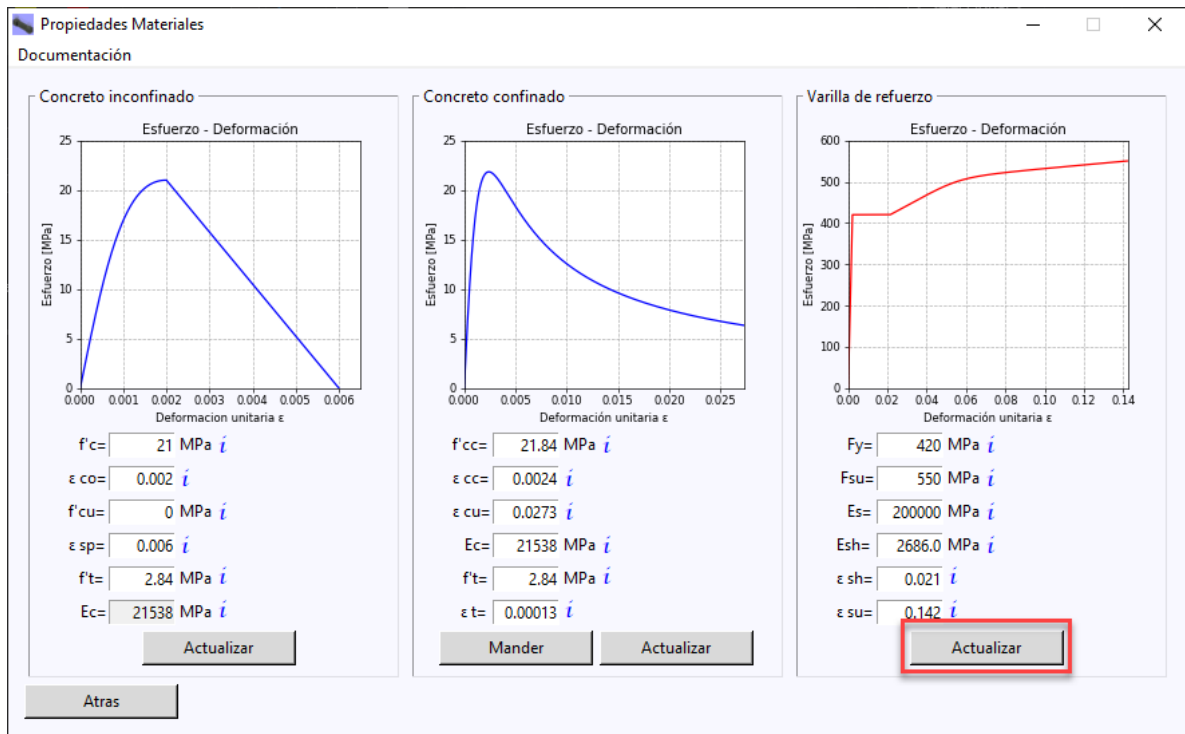 Propiedades Materiales
Documentación
Concreto inconfinado
Esfuerzo - Deformación
25
20
15
10
5
0
Esfuerzo [MPa]
0.000 0.001 0.002 0.003 0.004 0.005 0.006
Deformacion unitaria ε
f'c= 21 MPa i
ε co= 0.002 i
f'cu= 0 MPa i
ε sp= 0.006 i
f't= 2.84 MPa i
Ec= 21538 MPa i
Actualizar
Concreto confinado
Esfuerzo - Deformación
25
20
15
10
5
0
Esfuerzo [MPa]
0.000 0.005 0.010 0.015 0.020 0.025
Deformación unitaria ε
f'cc= 21.84 MPa i
ε cc= 0.0024 i
ε cu= 0.0273 i
Ec= 21538 MPa i
f't= 2.84 MPa i
ε t= 0.00013 i
Mander Actualizar
Varilla de refuerzo
Esfuerzo - Deformación
600
500
400
300
200
100
0
Esfuerzo [MPa]
0.00 0.02 0.04 0.06 0.08 0.10 0.12 0.14
Deformación unitaria ε
Fy= 420 MPa i
Fsu= 550 MPa i
Es= 200000 MPa i
Esh= 2686.0 MPa i
ε sh= 0.021 i
ε su= 0.142 i
Actualizar
Atras